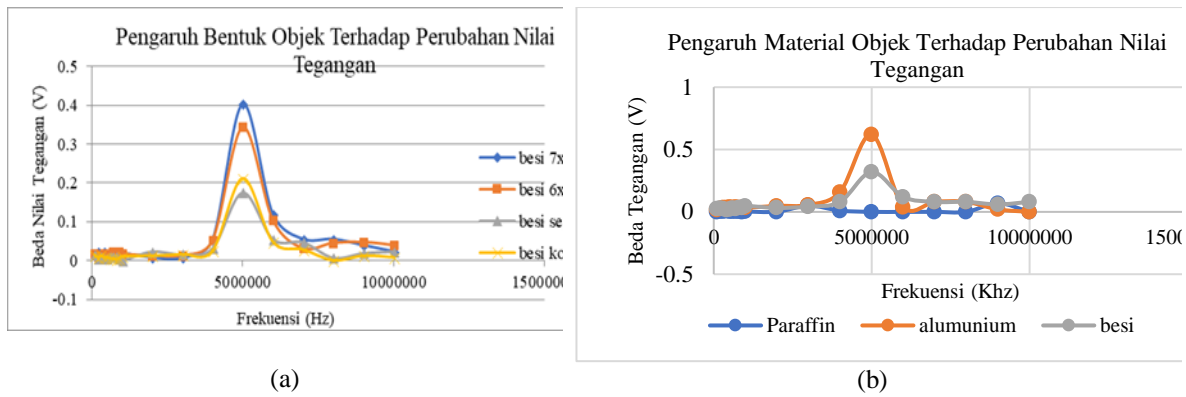 Pengaruh Bentuk Objek Terhadap Perubahan Nilai
Tegangan
Beda Nilai Tegangan (V)
0.5
0.4
0.3
0.2
0.1
0
-0.1
0
5000000
10000000
1500000
Frekuensi (Hz)
besi 7x
besi 6x
besi se
besi ko
(a)
Pengaruh Material Objek Terhadap Perubahan Nilai
Tegangan
Beda Tegangan (V)
1
0.5
0
-0.5
0
5000000
10000000
1500
Frekuensi (Khz)
Paraffin
alumunium
besi
(b)